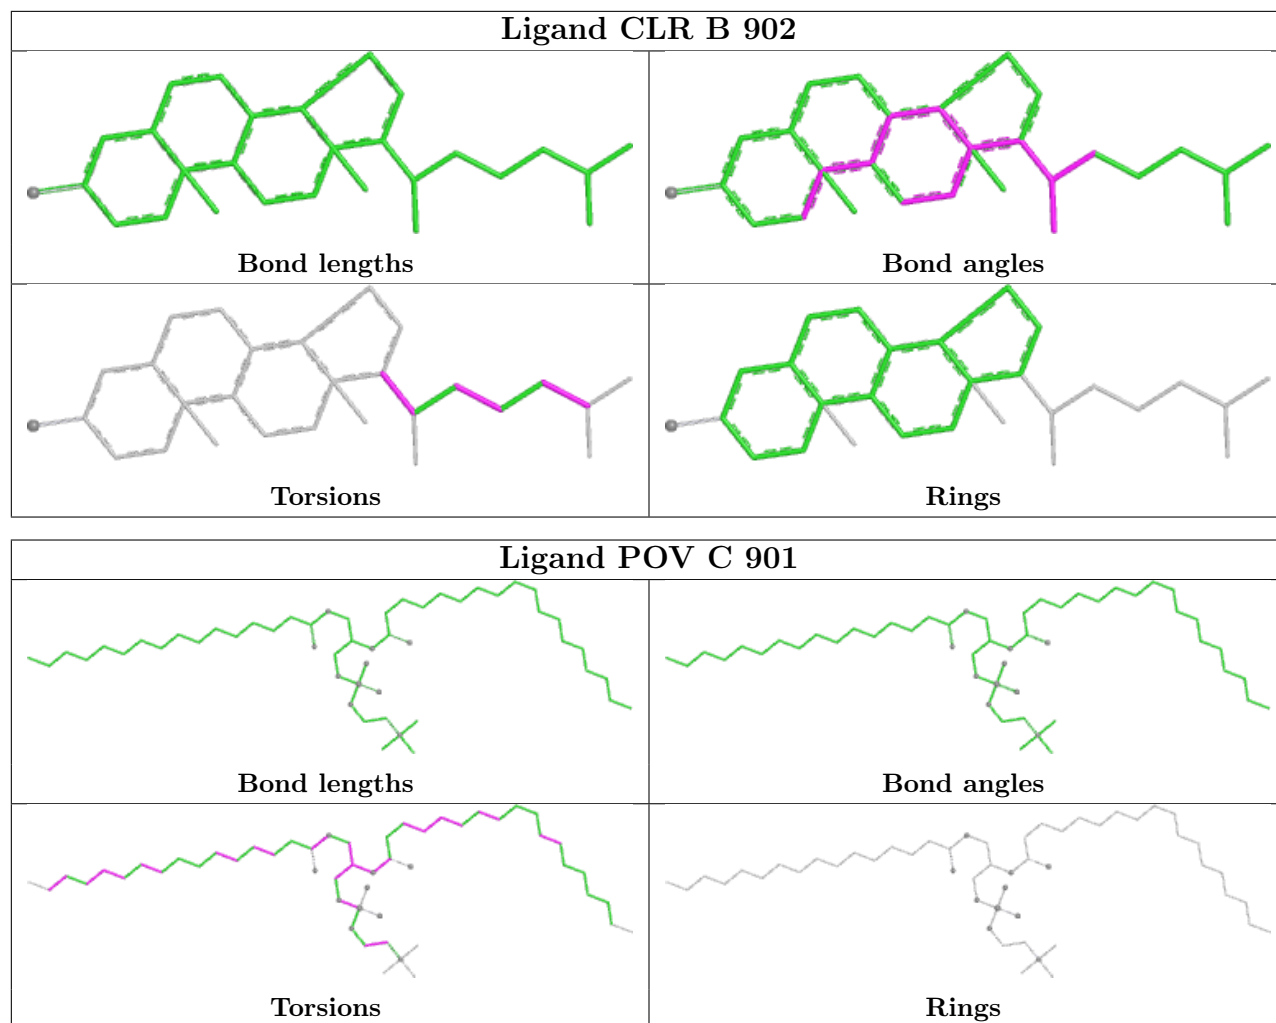 Ligand CLR B 902
Bond lengths
Bond angles
Torsions
Rings
Ligand POV C 901
Bond lengths
Bond angles
Torsions
Rings